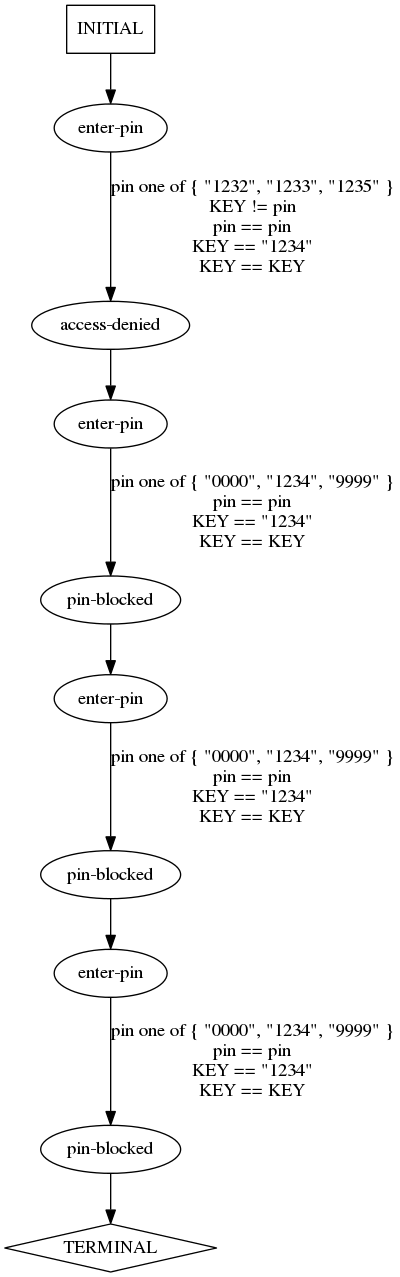 INITIAL
enter-pin
pin one of { "1232", "1233", "1235" }
KEY != pin
pin == pin
KEY == "1234"
KEY == KEY
access-denied
enter-pin
pin one of { "0000", "1234", "9999" }
pin == pin
KEY == "1234"
KEY == KEY
pin-blocked
enter-pin
pin one of { "0000", "1234", "9999" }
pin == pin
KEY == "1234"
KEY == KEY
pin-blocked
enter-pin
pin one of { "0000", "1234", "9999" }
pin == pin
KEY == "1234"
KEY == KEY
pin-blocked
TERMINAL